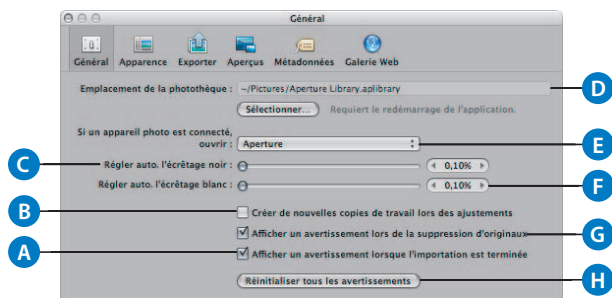 Général
Général Apparence Exporter Aperçus Métadonnées Galerie Web
Emplacement de la photothèque : ~/Pictures/Aperture Library.aplibrary D
Sélectionner... Requiert le redémarrage de l'application.
Si un appareil photo est connecté,
ouvrir : Aperture E
C Régler auto. l'écrêtage noir : 0,10%
Régler auto. l'écrêtage blanc : 0,10% F
B Créer de nouvelles copies de travail lors des ajustements
Afficher un avertissement lors de la suppression d'originaux G
A Afficher un avertissement lorsque l'importation est terminée
Réinitialiser tous les avertissements H